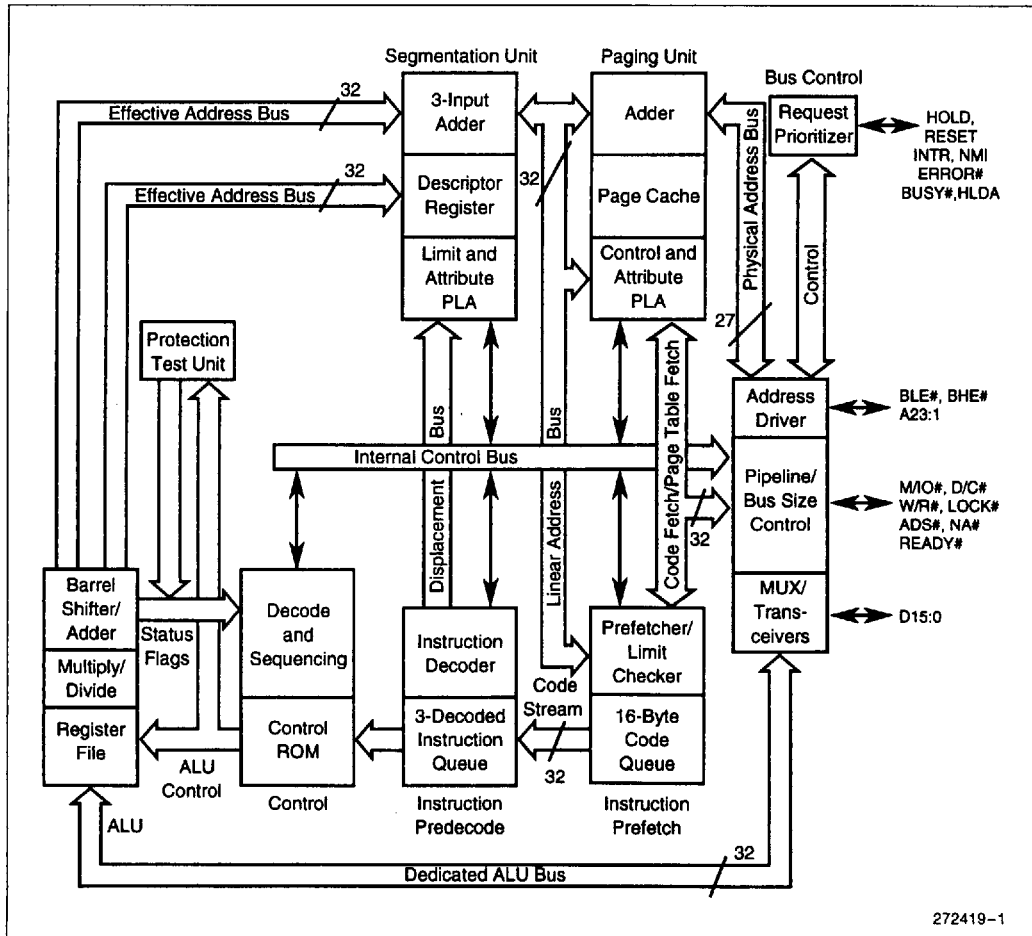 Segmentation Unit
Paging Unit
Bus Control
3-Input
Adder
Descriptor
Register
Limit and
Attribute
PLA
Adder
Page Cache
Control and
Attribute
PLA
Request
Prioritizer
HOLD,
RESET
INTR, NMI
ERROR#
BUSY#,HLDA
Effective Address Bus
32
Effective Address Bus
32
32
Physical Address Bus
27
Control
Protection
Test Unit
Address
Driver
Pipeline/
Bus Size
Control
MUX/
Trans-
ceivers
BLE#, BHE#
A23:1
M/IO#, D/C#
W/R#, LOCK#
ADS#, NA#
READY#
D15:0
Internal Control Bus
Displacement Bus
Linear Address Bus
Code Fetch/Page Table Fetch
32
Barrel
Shifter/
Adder
Multiply/
Divide
Register
File
Status
Flags
ALU
Control
ALU
Decode and
Sequencing
Control
ROM
Control
Instruction
Decoder
3-Decoded
Instruction
Queue
Instruction
Predecode
Code
Stream
32
Prefetcher/
Limit
Checker
16-Byte
Code
Queue
Instruction
Prefetch
Dedicated ALU Bus
32
272419-1